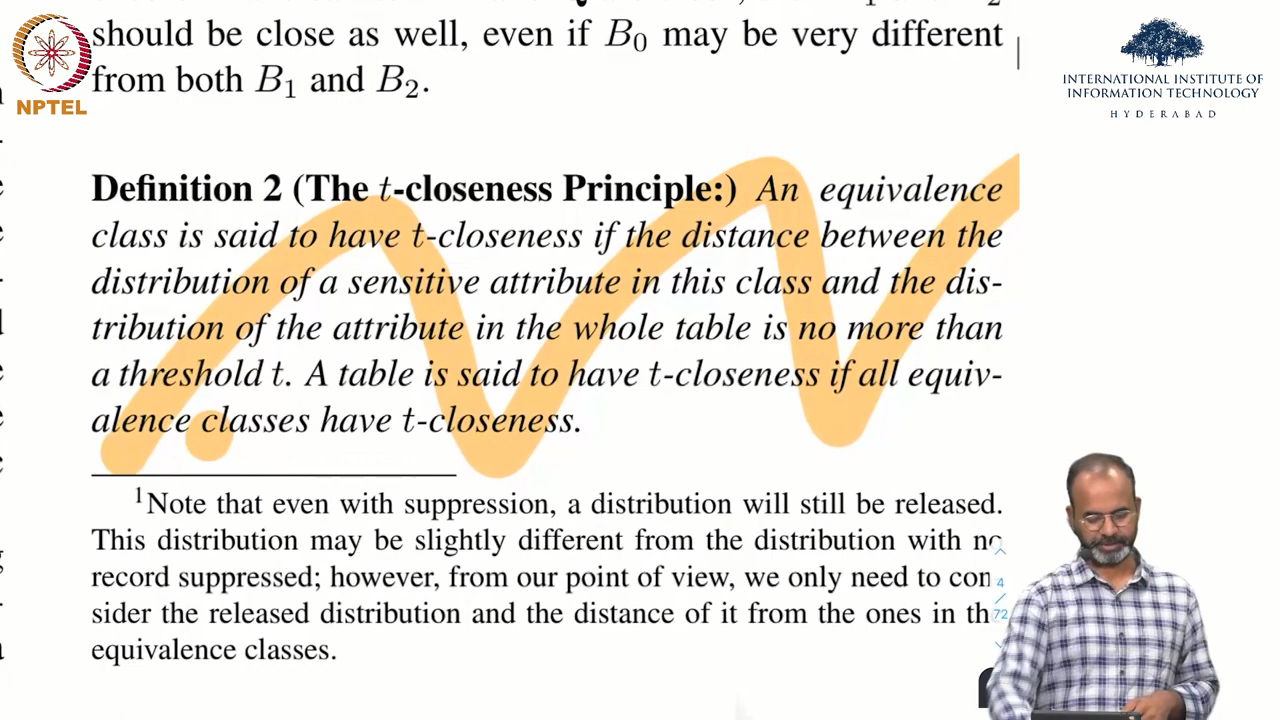 should be close as well, even if B₀ may be very different
from both B₁ and B₂.
Definition 2 (The t-closeness Principle:) An equivalence
class is said to have t-closeness if the distance between the
distribution of a sensitive attribute in this class and the dis-
tribution of the attribute in the whole table is no more than
a threshold t. A table is said to have t-closeness if all equiv-
alence classes have t-closeness.
¹Note that even with suppression, a distribution will still be released.
This distribution may be slightly different from the distribution with no
record suppressed; however, from our point of view, we only need to con
sider the released distribution and the distance of it from the ones in th
equivalence classes.
4
/
72
NPTEL
INTERNATIONAL INSTITUTE OF
INFORMATION TECHNOLOGY
HYDERABAD